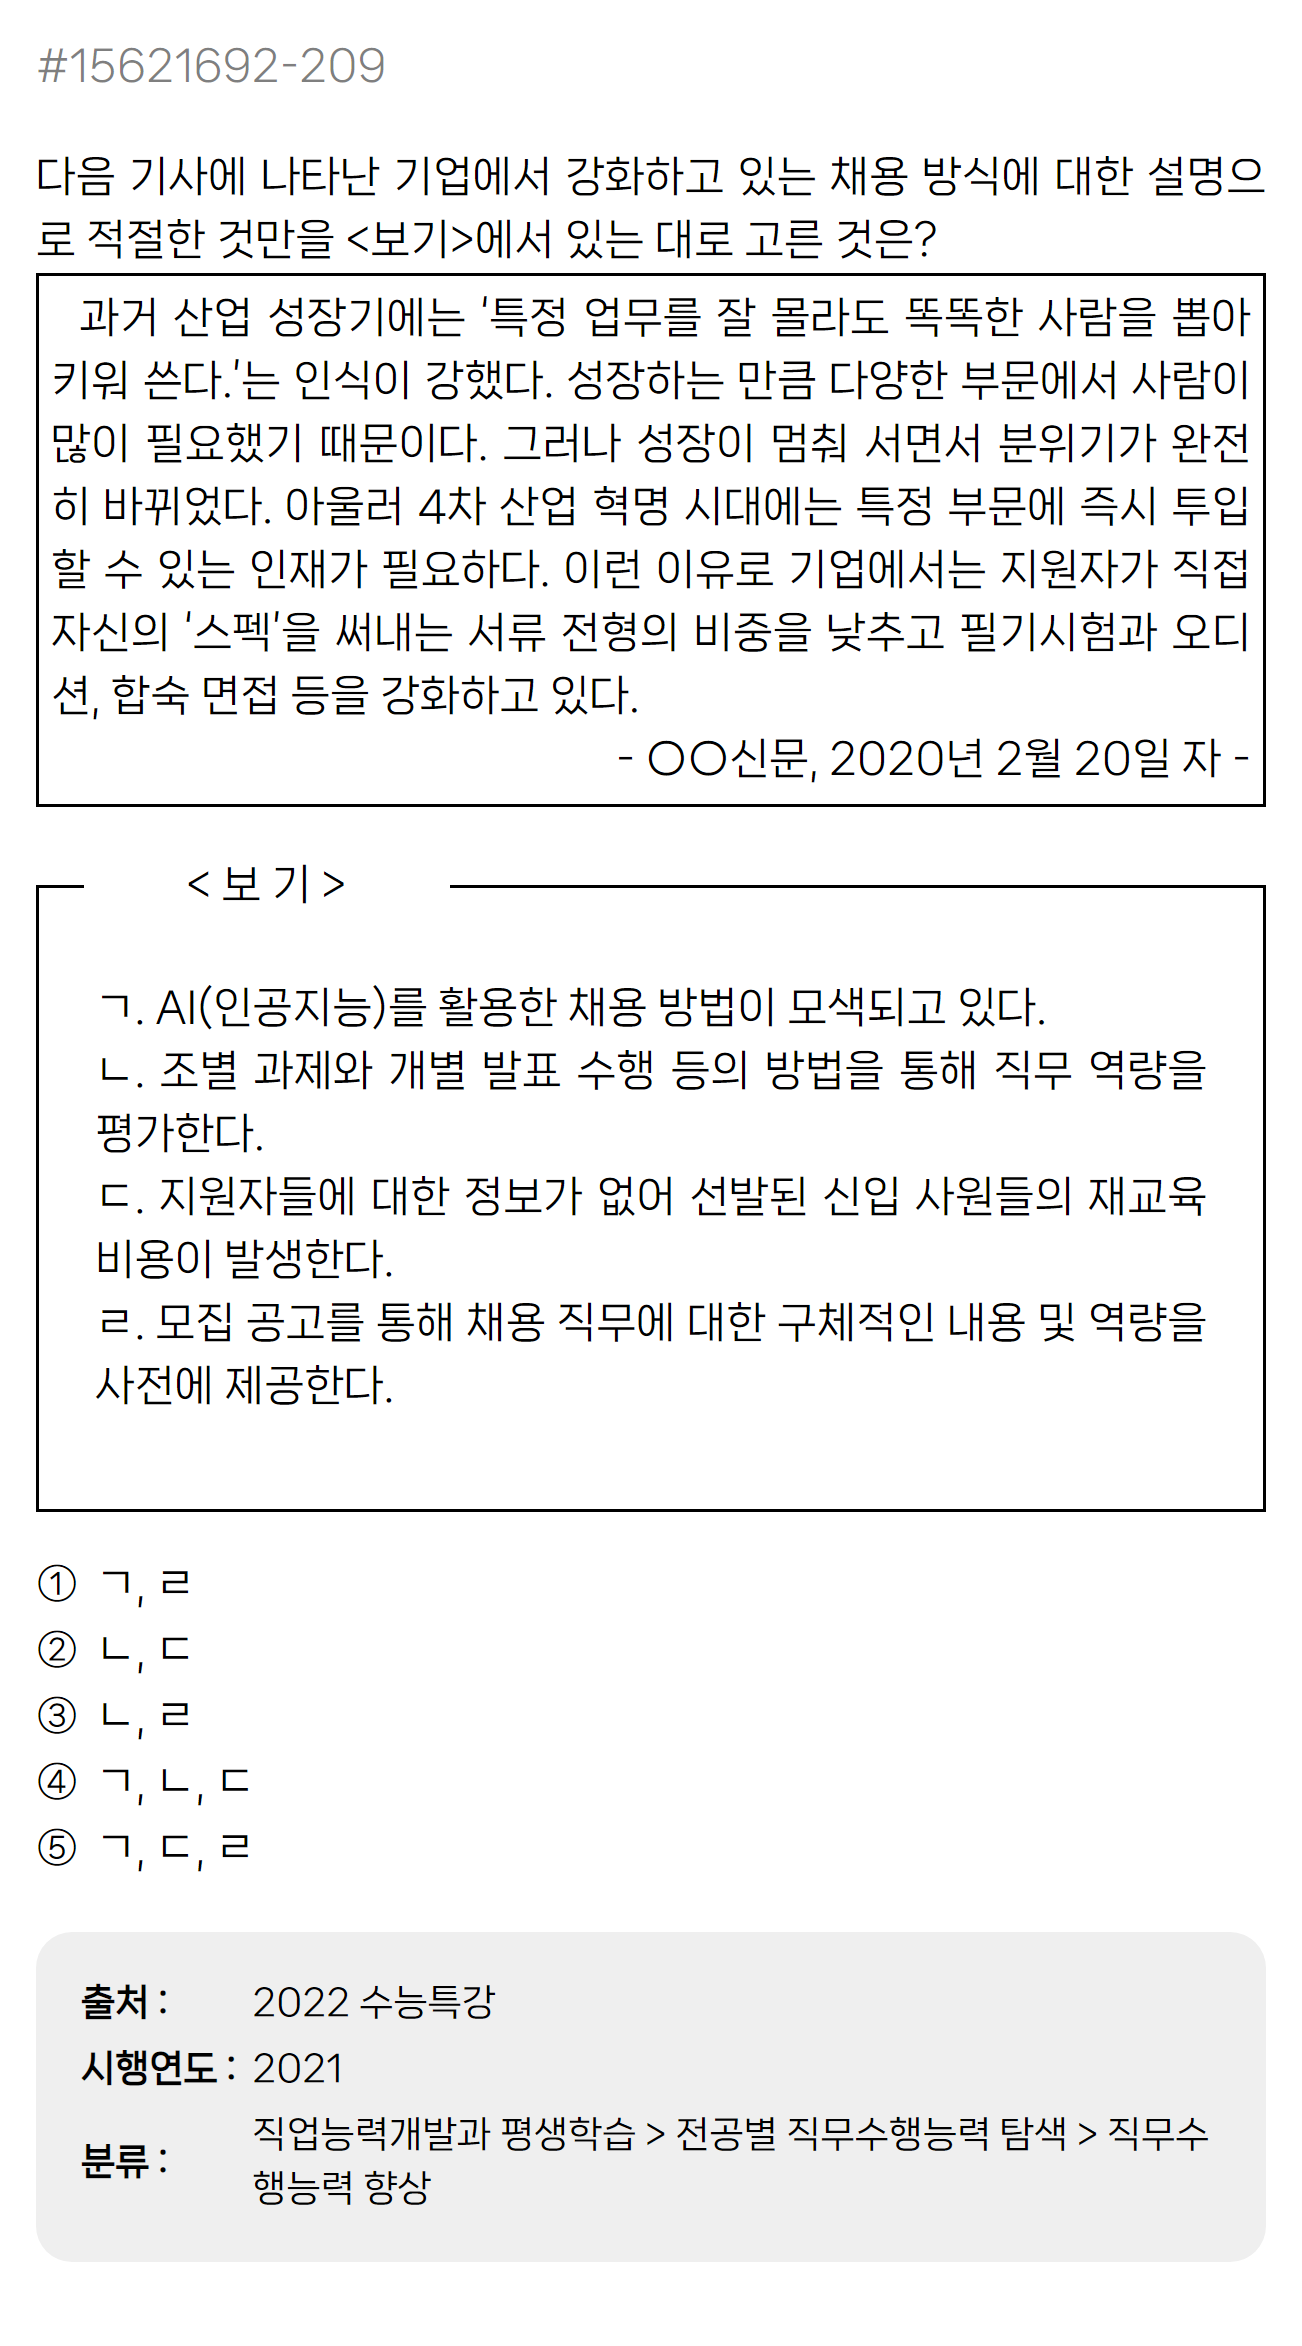 #15621692-209
다음 기사에 나타난 기업에서 강화하고 있는 채용 방식에 대한 설명으
로 적절한 것만을 <보기>에서 있는 대로 고른 것은?
과거 산업 성장기에는 '특정 업무를 잘 몰라도 똑똑한 사람을 뽑아
키워 쓴다.'는 인식이 강했다. 성장하는 만큼 다양한 부문에서 사람이
많이 필요했기 때문이다. 그러나 성장이 멈춰 서면서 분위기가 완전
히 바뀌었다. 아울러 4차 산업 혁명 시대에는 특정 부문에 즉시 투입
할 수 있는 인재가 필요하다. 이런 이유로 기업에서는 지원자가 직접
자신의 '스펙'을 써내는 서류 전형의 비중을 낮추고 필기시험과 오디
션, 합숙 면접 등을 강화하고 있다.
- ○○신문, 2020년 2월 20일 자 -
< 보 기 >
ㄱ. AI(인공지능)를 활용한 채용 방법이 모색되고 있다.
ㄴ. 조별 과제와 개별 발표 수행 등의 방법을 통해 직무 역량을
평가한다.
ㄷ. 지원자들에 대한 정보가 없어 선발된 신입 사원들의 재교육
비용이 발생한다.
ㄹ. 모집 공고를 통해 채용 직무에 대한 구체적인 내용 및 역량을
사전에 제공한다.
① ㄱ, ㄹ
② ㄴ, ㄷ
③ ㄴ, ㄹ
④ ㄱ, ㄴ, ㄷ
⑤ ㄱ, ㄷ, ㄹ
출처 : 2022 수능특강
시행연도 : 2021
분류 : 직업능력개발과 평생학습 > 전공별 직무수행능력 탐색 > 직무수
행능력 향상